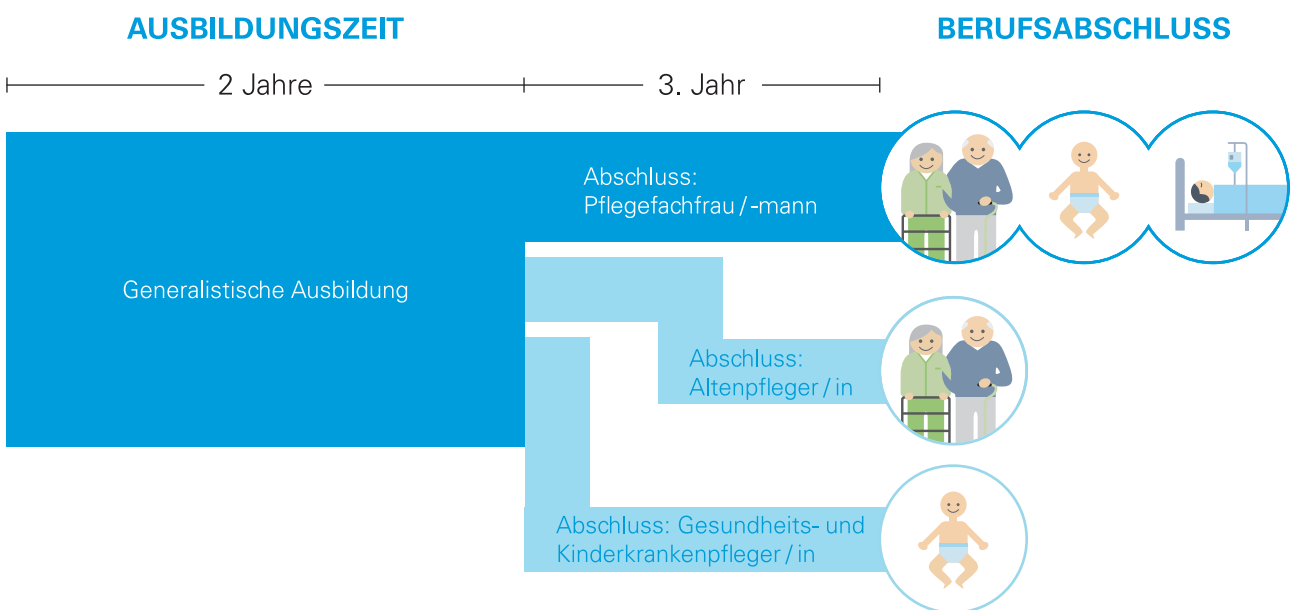 AUSBILDUNGSZEIT
BERUFSABSCHLUSS
2 Jahre
3. Jahr
Abschluss:
Pflegefachfrau / -mann
Generalistische Ausbildung
Abschluss:
Altenpfleger / in
Abschluss: Gesundheits- und
Kinderkrankenpfleger / in